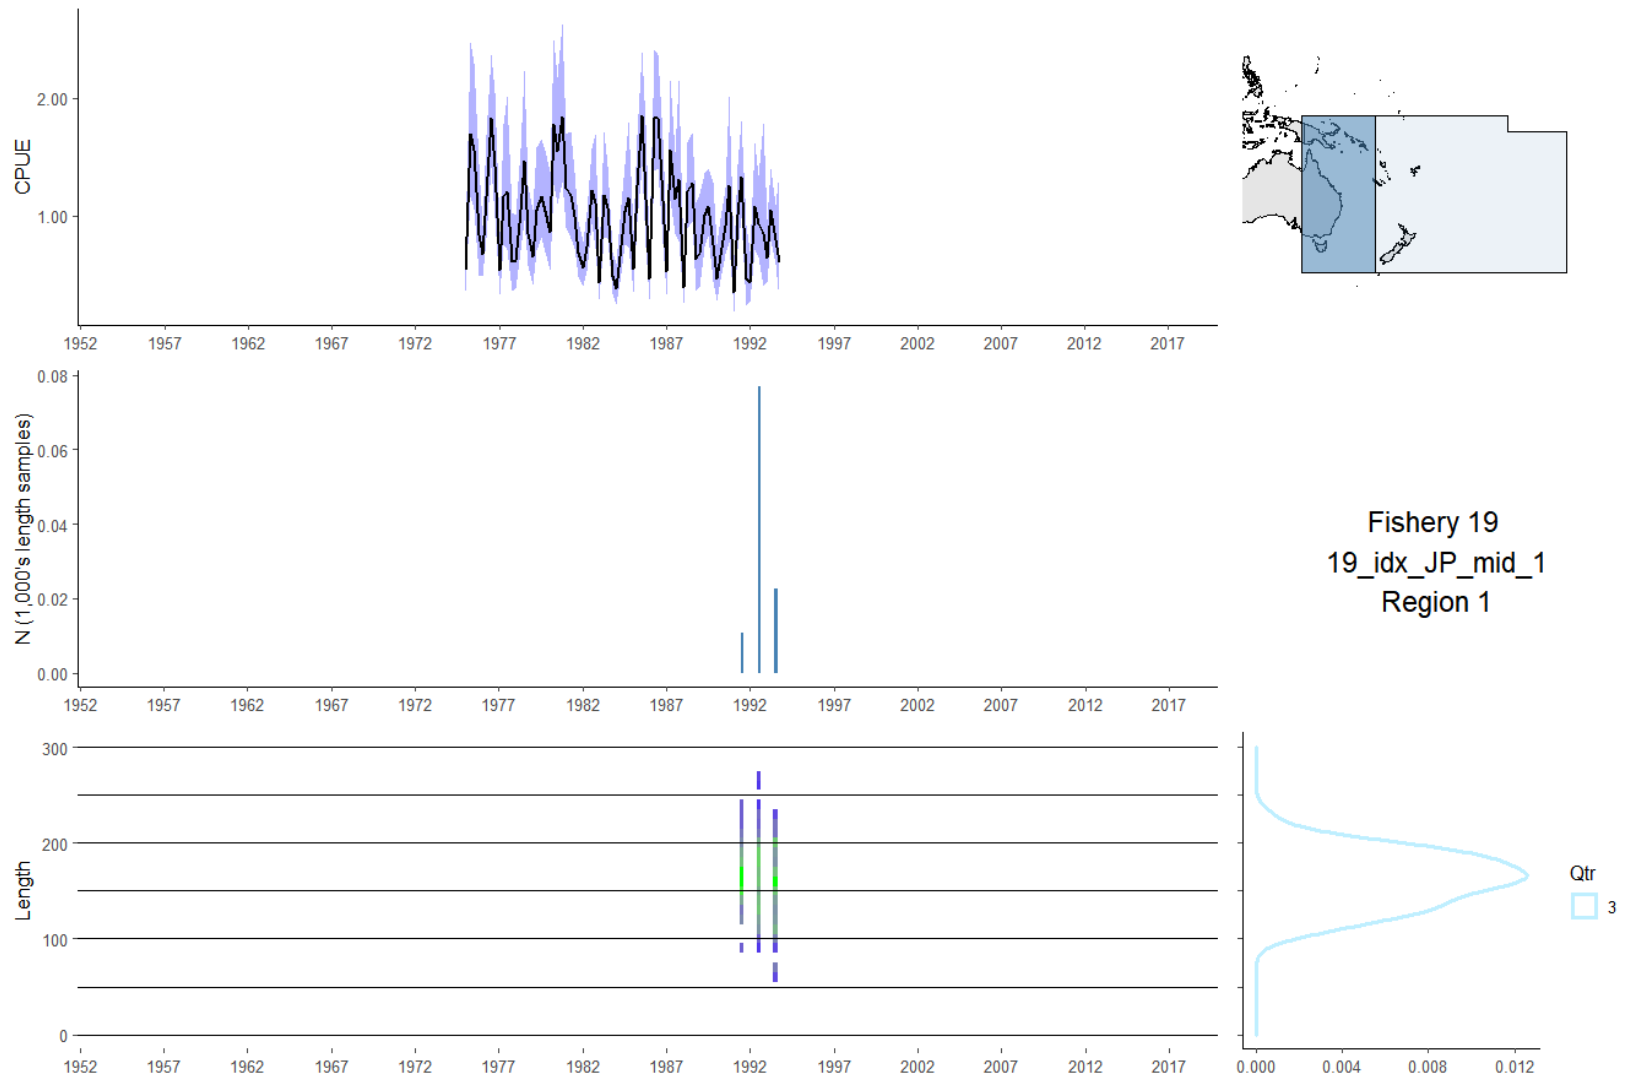 CPUE
2.00
1.00
1952 1957 1962 1967 1972 1977 1982 1987 1992 1997 2002 2007 2012 2017
N (1,000's length samples)
0.08
0.06
0.04
0.02
0.00
1952 1957 1962 1967 1972 1977 1982 1987 1992 1997 2002 2007 2012 2017
Fishery 19
19_idx_JP_mid_1
Region 1
Length
300
200
100
0
1952 1957 1962 1967 1972 1977 1982 1987 1992 1997 2002 2007 2012 2017
0.000 0.004 0.008 0.012
Qtr
3